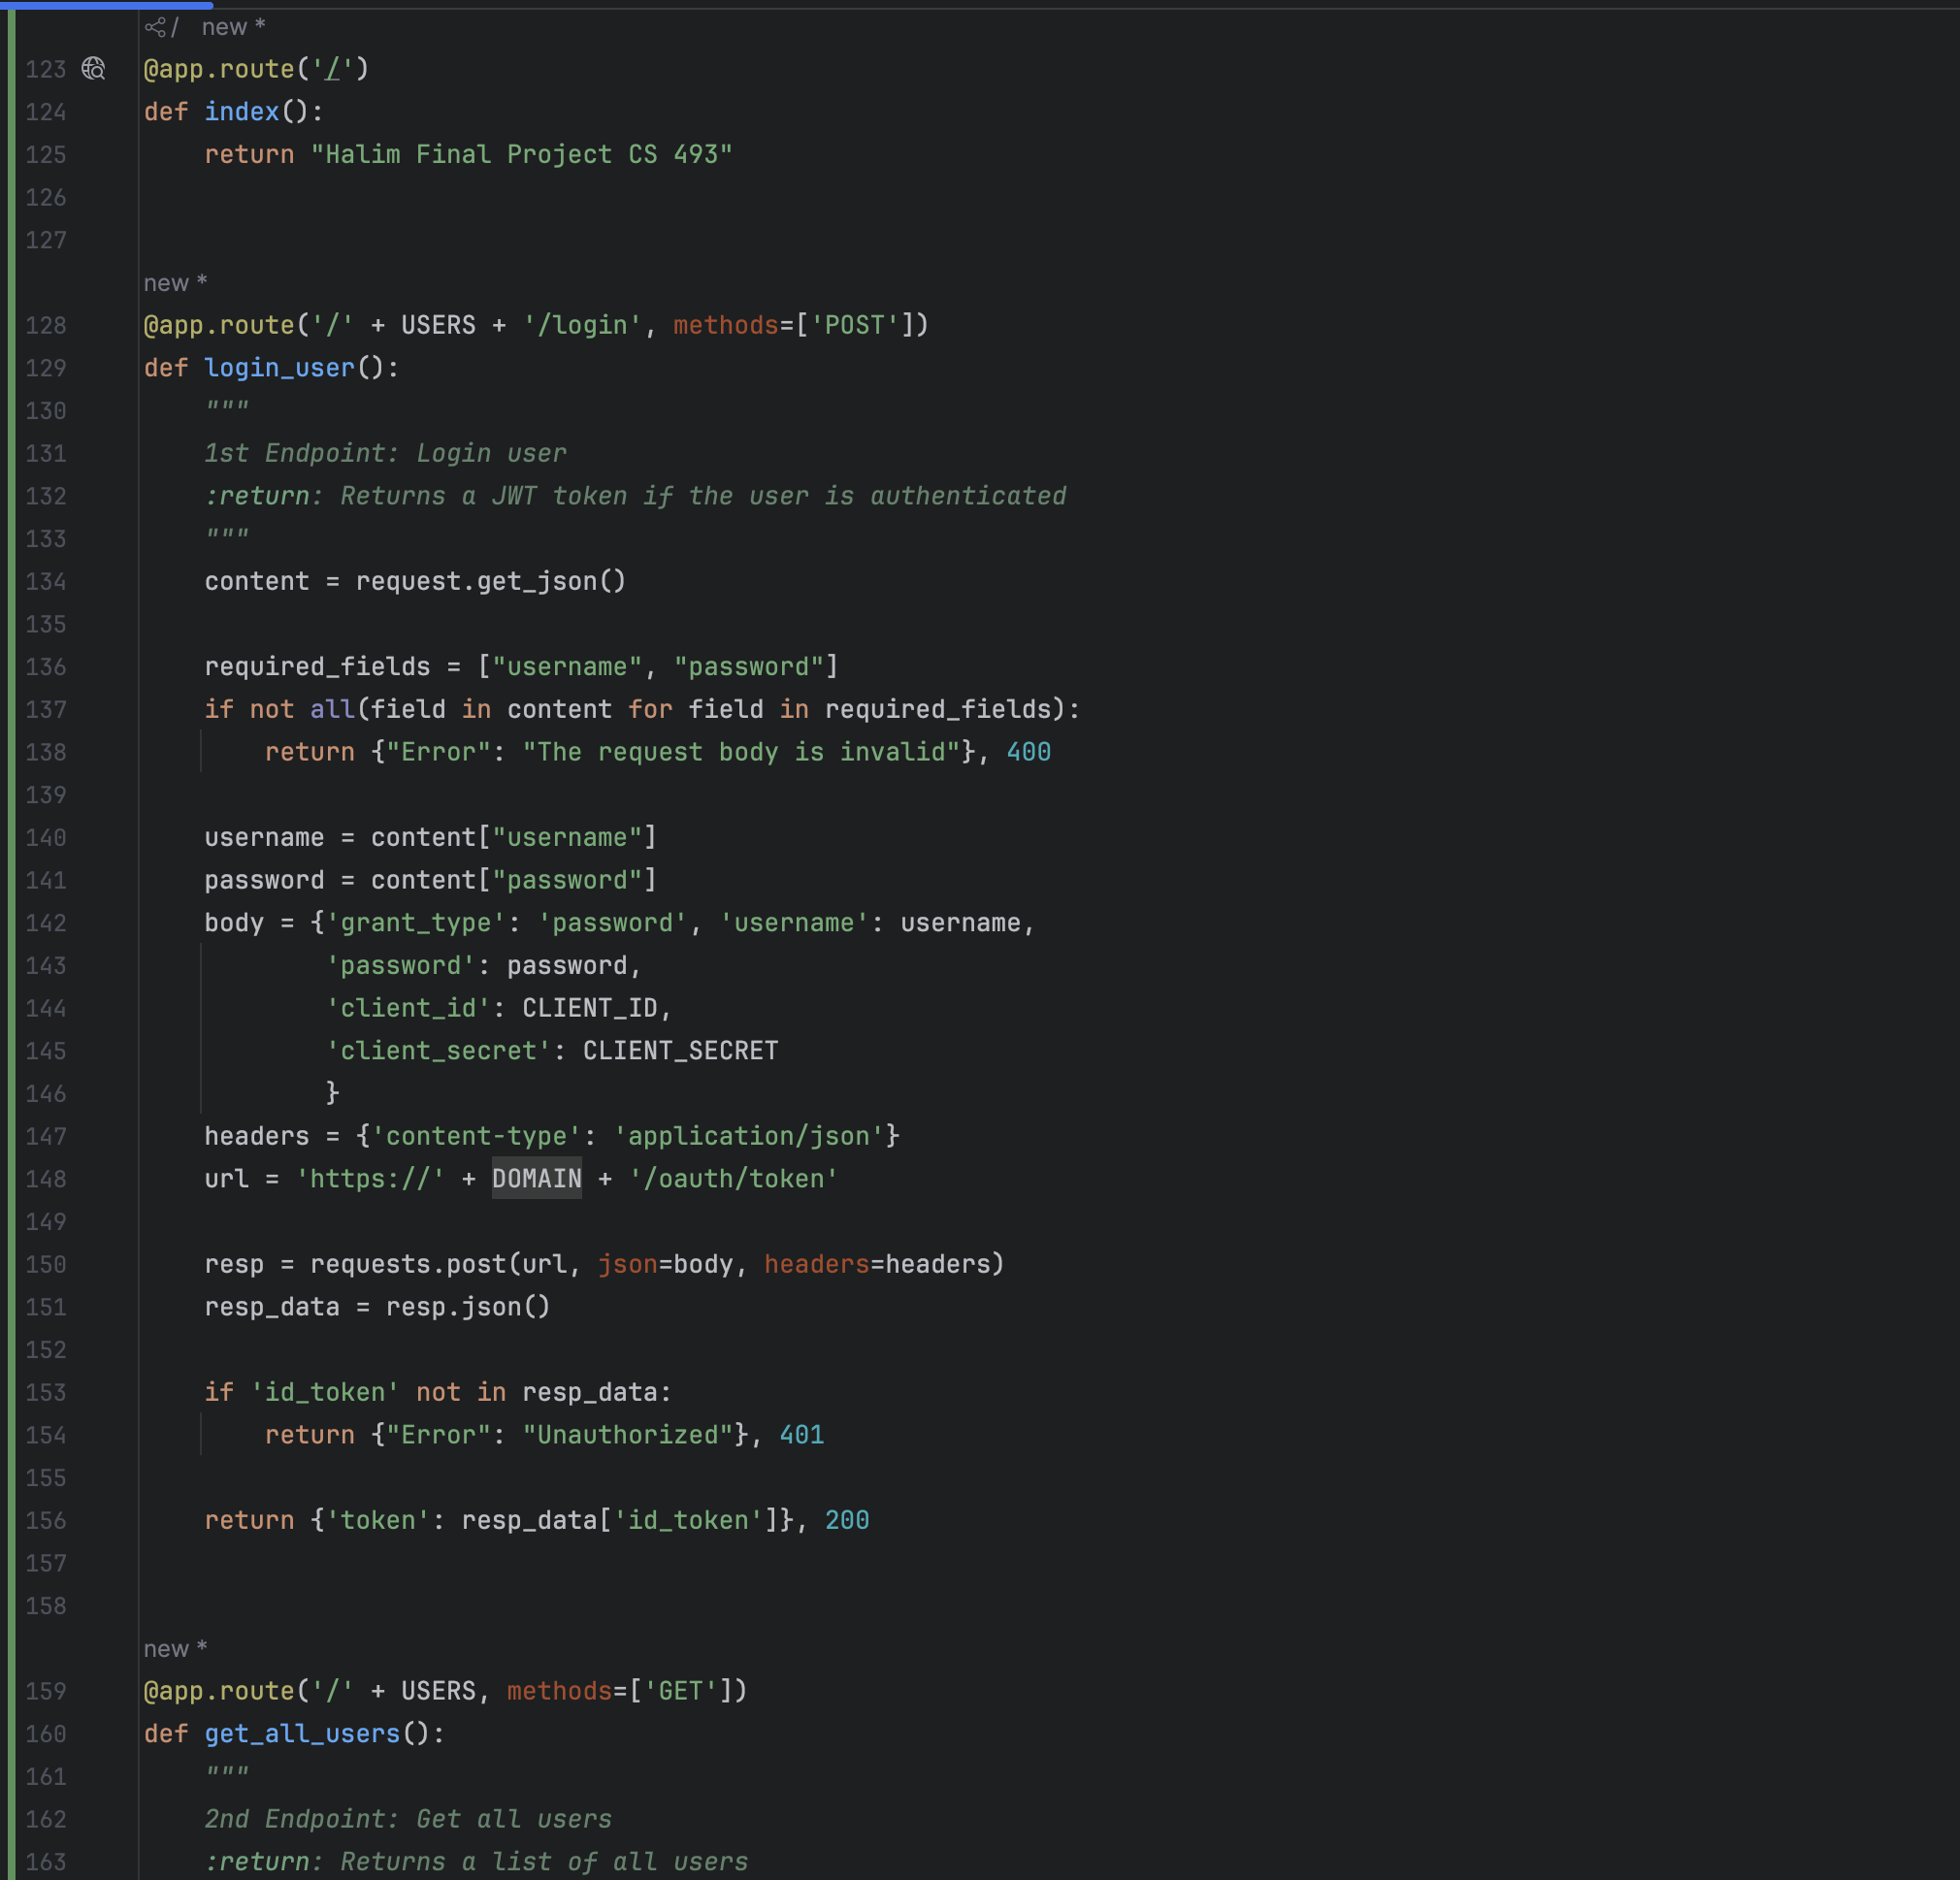 / new *
123 @app.route('/')
124 def index():
125     return "Halim Final Project CS 493"
126
127
new *
128 @app.route('/' + USERS + '/login', methods=['POST'])
129 def login_user():
130     """
131     1st Endpoint: Login user
132     :return: Returns a JWT token if the user is authenticated
133     """
134     content = request.get_json()
135
136     required_fields = ["username", "password"]
137     if not all(field in content for field in required_fields):
138         return {"Error": "The request body is invalid"}, 400
139
140     username = content["username"]
141     password = content["password"]
142     body = {'grant_type': 'password', 'username': username,
143             'password': password,
144             'client_id': CLIENT_ID,
145             'client_secret': CLIENT_SECRET
146             }
147     headers = {'content-type': 'application/json'}
148     url = 'https://' + DOMAIN + '/oauth/token'
149
150     resp = requests.post(url, json=body, headers=headers)
151     resp_data = resp.json()
152
153     if 'id_token' not in resp_data:
154         return {"Error": "Unauthorized"}, 401
155
156     return {'token': resp_data['id_token']}, 200
157
158
new *
159 @app.route('/' + USERS, methods=['GET'])
160 def get_all_users():
161     """
162     2nd Endpoint: Get all users
163     :return: Returns a list of all users